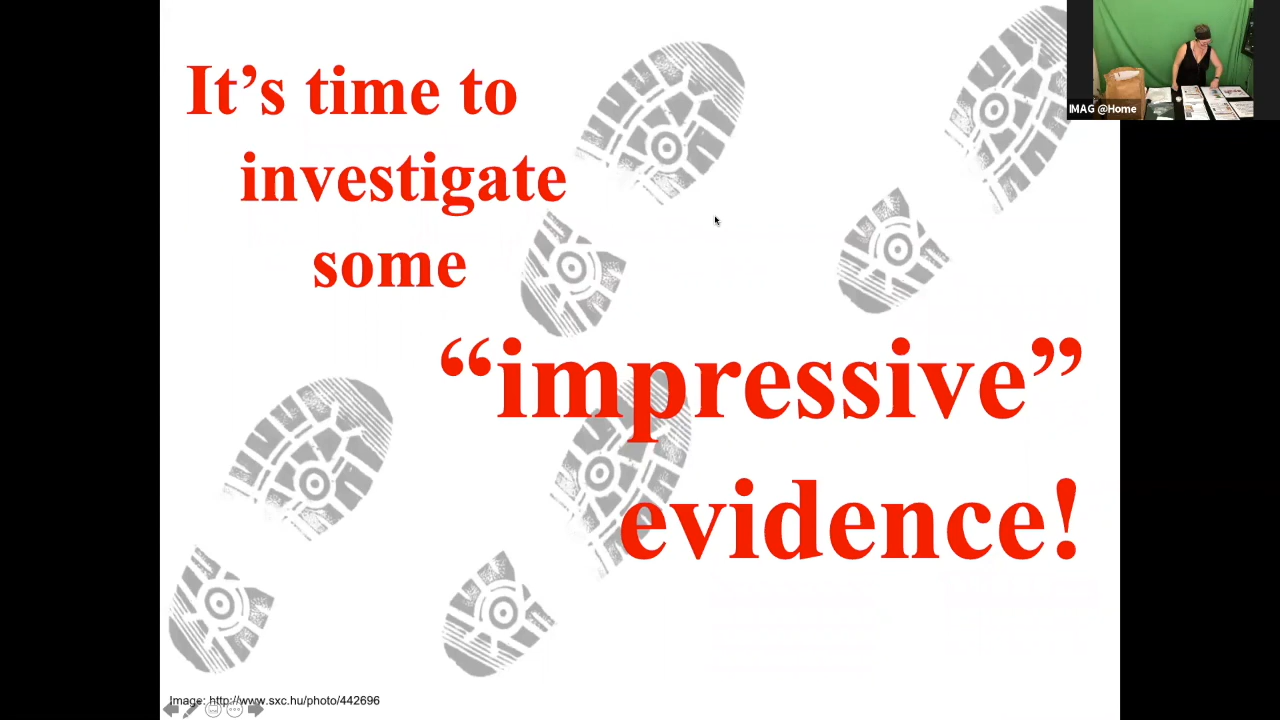 It’s time to
investigate
some
“impressive”
evidence!
IMAG @Home
Image: http://www.sxc.hu/photo/442696